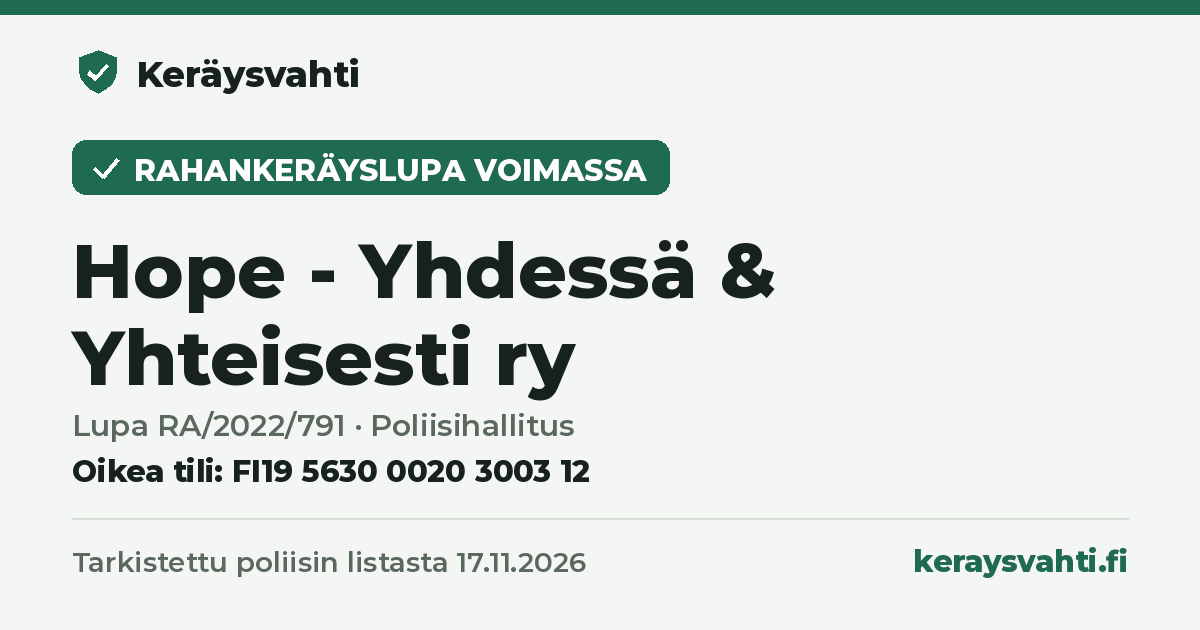 Keräysvahti
RAHANKERÄYSLUPA VOIMASSA
Hope - Yhdessä &
Yhteisesti ry
Lupa RA/2022/791 · Poliisihallitus
Oikea tili: FI19 5630 0020 3003 12
Tarkistettu poliisin listasta 17.11.2026
keraysvahti.fi